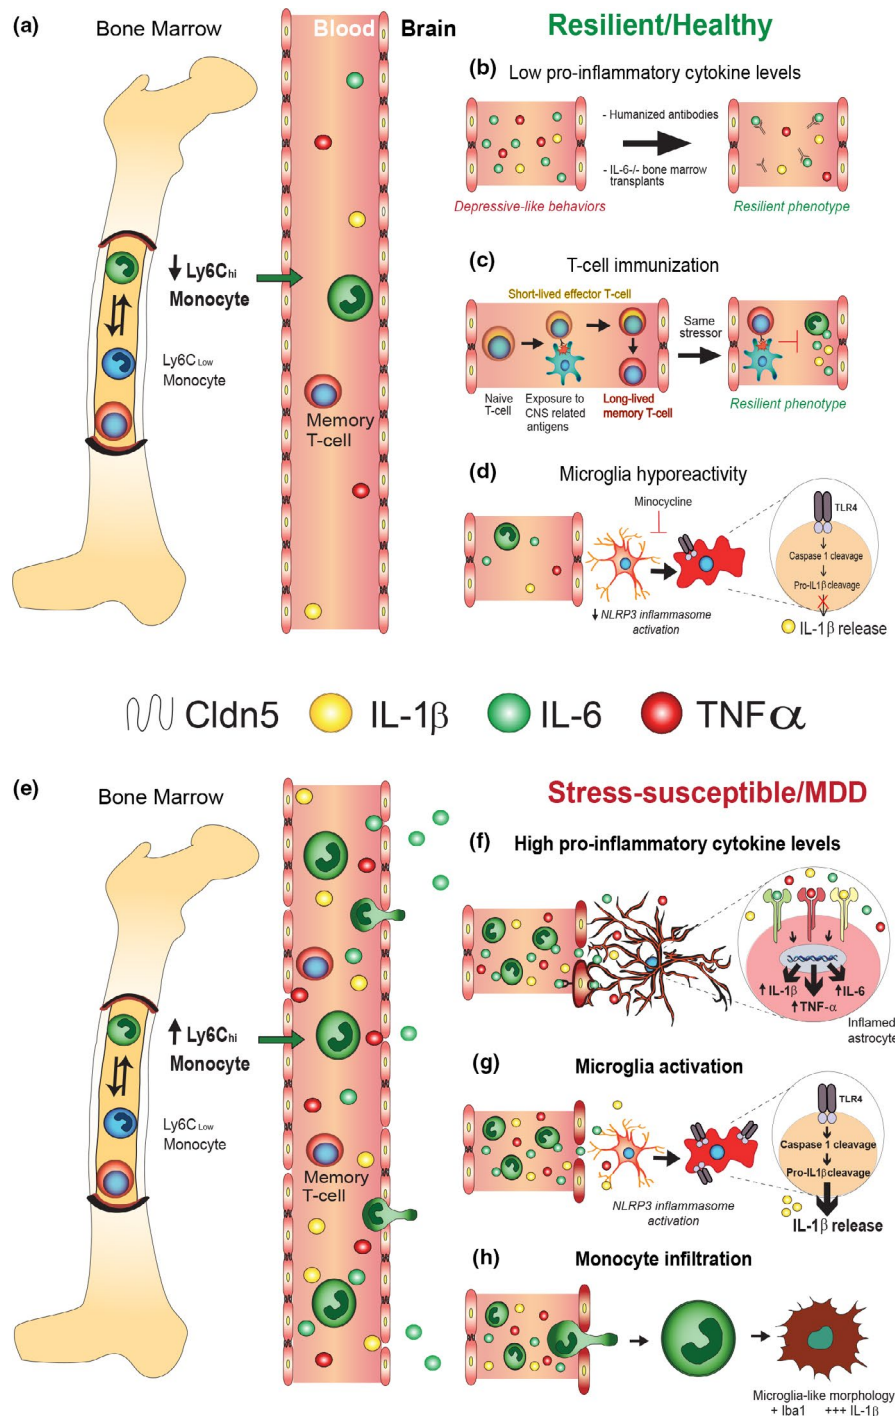 (a)
Bone Marrow
Blood Brain
Resilient/Healthy
↓ Ly6Chi
Monocyte
Ly6C Low
Monocyte
Memory
T-cell
(b)
Low pro-inflammatory cytokine levels
- Humanized antibodies
- IL-6-/- bone marrow
transplants
Depressive-like behaviors
Resilient phenotype
(c)
T-cell immunization
Short-lived effector T-cell
Same
stressor
Naive
T-cell
Exposure to
CNS related
antigens
Long-lived
memory T-cell
Resilient phenotype
(d)
Microglia hyporeactivity
Minocycline
TLR4
Caspase 1 cleavage
Pro-IL1β cleavage
↓ NLRP3 inflammasome
activation
IL-1β release
Cldn5 IL-1β IL-6 TNFα
(e)
Bone Marrow
Stress-susceptible/MDD
↑ Ly6Chi
Monocyte
Ly6C Low
Monocyte
Memory
T-cell
(f)
High pro-inflammatory cytokine levels
↑ IL-1β
↑ IL-6
↑ TNF-α
Inflamed
astrocyte
(g)
Microglia activation
TLR4
Caspase 1 cleavage
Pro-IL1β cleavage
NLRP3 inflammasome
activation
IL-1β release
(h)
Monocyte infiltration
Microglia-like morphology
+ Iba1 +++ IL-1β